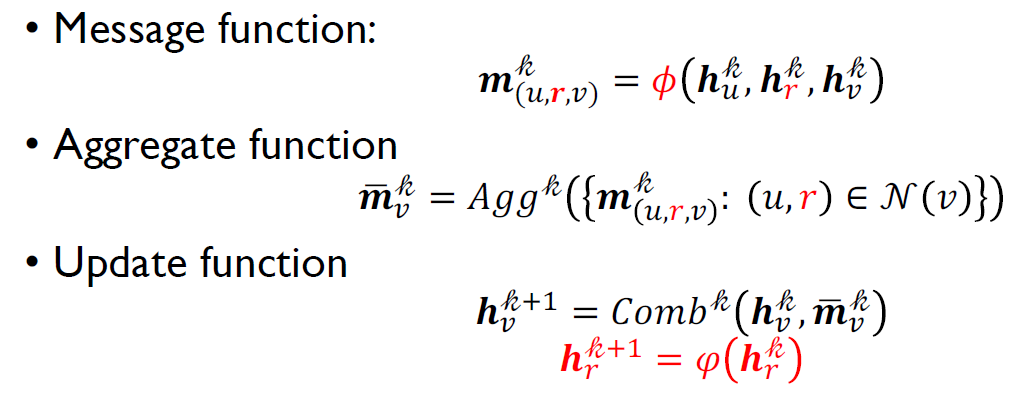 • Message function:
𝒎^𝓀_(u,𝒓,v) = ϕ(𝒉^𝓀_u, 𝒉^𝓀_r, 𝒉^𝓀_v)
• Aggregate function
𝒎̅^𝓀_v = Agg^𝓀({𝒎^𝓀_(u,r,v): (u,r) ∈ 𝒩(v)})
• Update function
𝒉^{𝓀+1}_v = Comb^𝓀(𝒉^𝓀_v, 𝒎̅^𝓀_v)
𝒉^{𝓀+1}_r = φ(𝒉^𝓀_r)